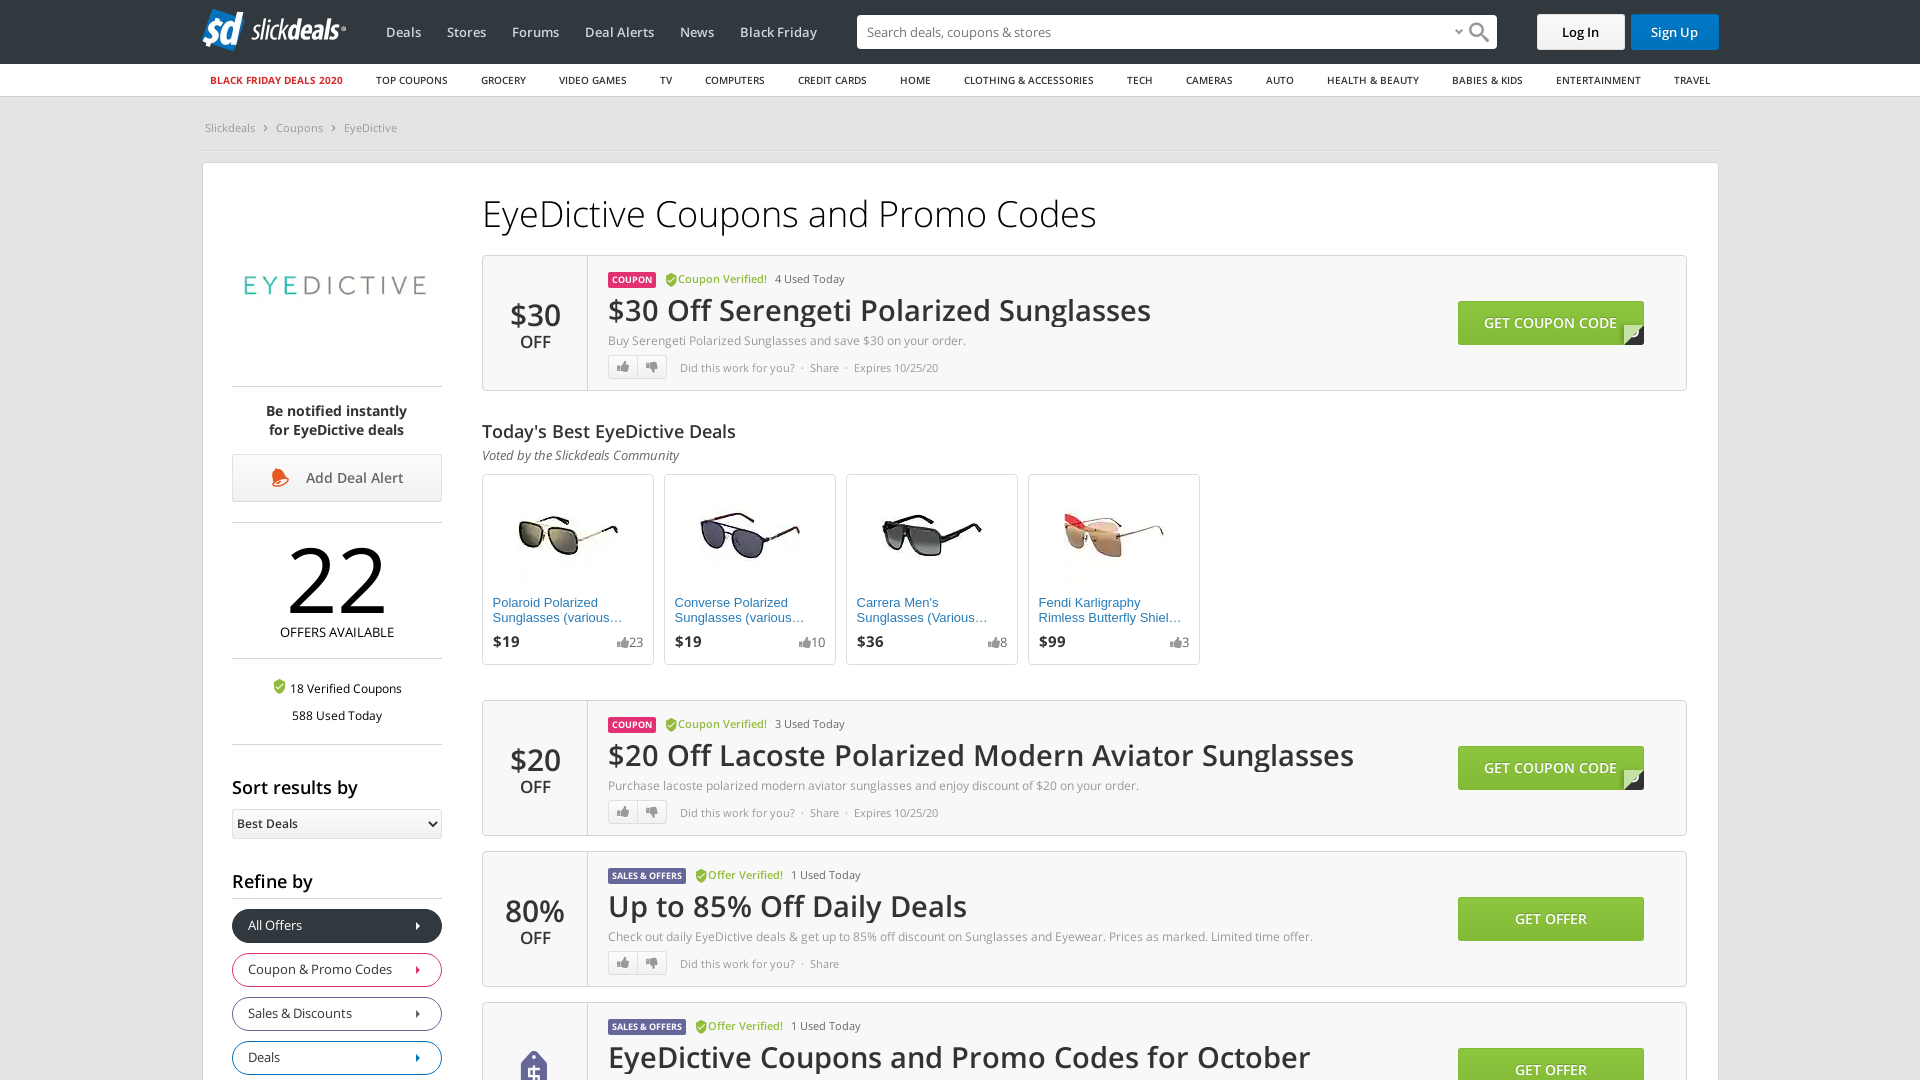 sd slickdeals
Deals Stores Forums Deal Alerts News Black Friday
Search deals, coupons & stores
Log In
Sign Up
BLACK FRIDAY DEALS 2020 TOP COUPONS GROCERY VIDEO GAMES TV COMPUTERS CREDIT CARDS HOME CLOTHING & ACCESSORIES TECH CAMERAS AUTO HEALTH & BEAUTY BABIES & KIDS ENTERTAINMENT TRAVEL
Slickdeals > Coupons > EyeDictive
EYEDICTIVE
Be notified instantly
for EyeDictive deals
Add Deal Alert
22
OFFERS AVAILABLE
18 Verified Coupons
588 Used Today
Sort results by
Best Deals
Refine by
All Offers
Coupon & Promo Codes
Sales & Discounts
Deals
EyeDictive Coupons and Promo Codes
$30
OFF
COUPON Coupon Verified! 4 Used Today
$30 Off Serengeti Polarized Sunglasses
Buy Serengeti Polarized Sunglasses and save $30 on your order.
Did this work for you? · Share · Expires 10/25/20
GET COUPON CODE
Today's Best EyeDictive Deals
Voted by the Slickdeals Community
Polaroid Polarized
Sunglasses (various…
$19 23
Converse Polarized
Sunglasses (various…
$19 10
Carrera Men's
Sunglasses (Various…
$36 8
Fendi Karligraphy
Rimless Butterfly Shiel…
$99 3
$20
OFF
COUPON Coupon Verified! 3 Used Today
$20 Off Lacoste Polarized Modern Aviator Sunglasses
Purchase lacoste polarized modern aviator sunglasses and enjoy discount of $20 on your order.
Did this work for you? · Share · Expires 10/25/20
GET COUPON CODE
80%
OFF
SALES & OFFERS Offer Verified! 1 Used Today
Up to 85% Off Daily Deals
Check out daily EyeDictive deals & get up to 85% off discount on Sunglasses and Eyewear. Prices as marked. Limited time offer.
Did this work for you? · Share
GET OFFER
SALES & OFFERS Offer Verified! 1 Used Today
EyeDictive Coupons and Promo Codes for October
GET OFFER